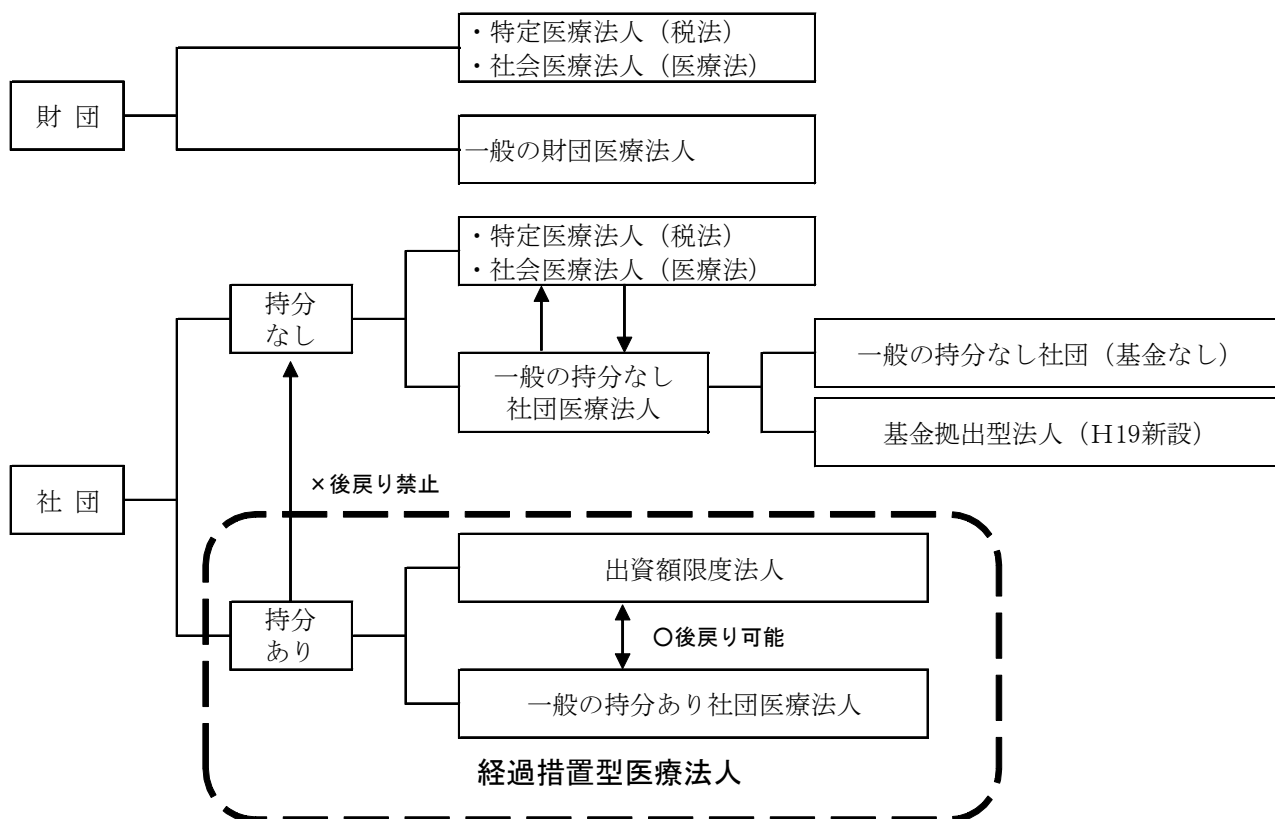 ・特定医療法人（税法）
・社会医療法人（医療法）
財 団
一般の財団医療法人
・特定医療法人（税法）
・社会医療法人（医療法）
持分
なし
一般の持分なし
社団医療法人
一般の持分なし社団（基金なし）
基金拠出型法人（H19新設）
社 団
×後戻り禁止
出資額限度法人
持分
あり
○後戻り可能
一般の持分あり社団医療法人
経過措置型医療法人